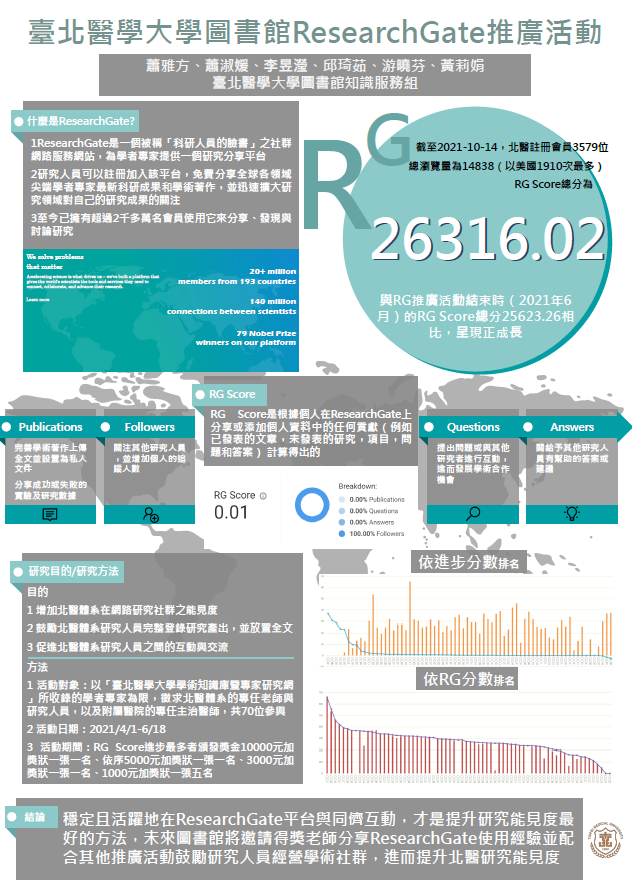 臺北醫學大學圖書館ResearchGate推廣活動
蕭雅方、蕭淑媛、李昱瀅、邱琦茹、游曉芬、黃莉娟
臺北醫學大學圖書館知識服務組
什麼是ResearchGate?
1ResearchGate是一個被稱「科研人員的臉書」之社群
網路服務網站，為學者專家提供一個研究分享平台
2研究人員可以註冊加入該平台，免費分享全球各領域
尖端學者專家最新科研成果和學術著作，並迅速擴大研
究領域對自己的研究成果的關注
3至今已擁有超過2千多萬名會員使用它來分享、發現與
討論研究
We solve problems
that matter
Accelerating science is what drives us – we've built a platform that
gives the world's scientists the tools and services they need to
connect, collaborate, and advance their research.
Learn more
20+ million
members from 193 countries
140 million
connections between scientists
79 Nobel Prize
winners on our platform
RG
截至2021-10-14，北醫註冊會員3579位
總瀏覽量為14838（以美國1910次最多）
RG Score總分為
26316.02
與RG推廣活動結束時（2021年6
月）的RG Score總分25623.26相
比，呈現正成長
RG Score
RG Score是根據個人在ResearchGate上
分享或添加個人資料中的任何貢獻（例如
已發表的文章，未發表的研究，項目，問
題和答案） 計算得出的
Publications
完善學術著作上傳
全文並設置為私人
文件
分享成功或失敗的
實驗及研究數據
Followers
關注其他研究人員
，並增加個人的追
蹤人數
RG Score
0.01
Breakdown:
0.00% Publications
0.00% Questions
0.00% Answers
100.00% Followers
Questions
提出問題或與其他
研究者進行互動，
進而發展學術合作
機會
Answers
關給予其他研究人
員有幫助的答案或
建議
研究目的/研究方法
目的
1 增加北醫體系在網路研究社群之能見度
2 鼓勵北醫體系研究人員完整登錄研究產出，並放置全文
3 促進北醫體系研究人員之間的互動與交流
方法
1 活動對象：以「臺北醫學大學學術知識庫暨專家研究網
」所收錄的學者專家為限，徵求北醫體系的專任老師與
研究人員，以及附屬醫院的專任主治醫師，共70位參與
2 活動日期：2021/4/1-6/18
3 活動期間：RG Score進步最多者頒發獎金10000元加
獎狀一張一名、依序5000元加獎狀一張一名、3000元加
獎狀一張一名、1000元加獎狀一張五名
依進步分數排名
依RG分數排名
結論
穩定且活躍地在ResearchGate平台與同儕互動，才是提升研究能見度最
好的方法，未來圖書館將邀請得獎老師分享ResearchGate使用經驗並配
合其他推廣活動鼓勵研究人員經營學術社群，進而提升北醫研究能見度